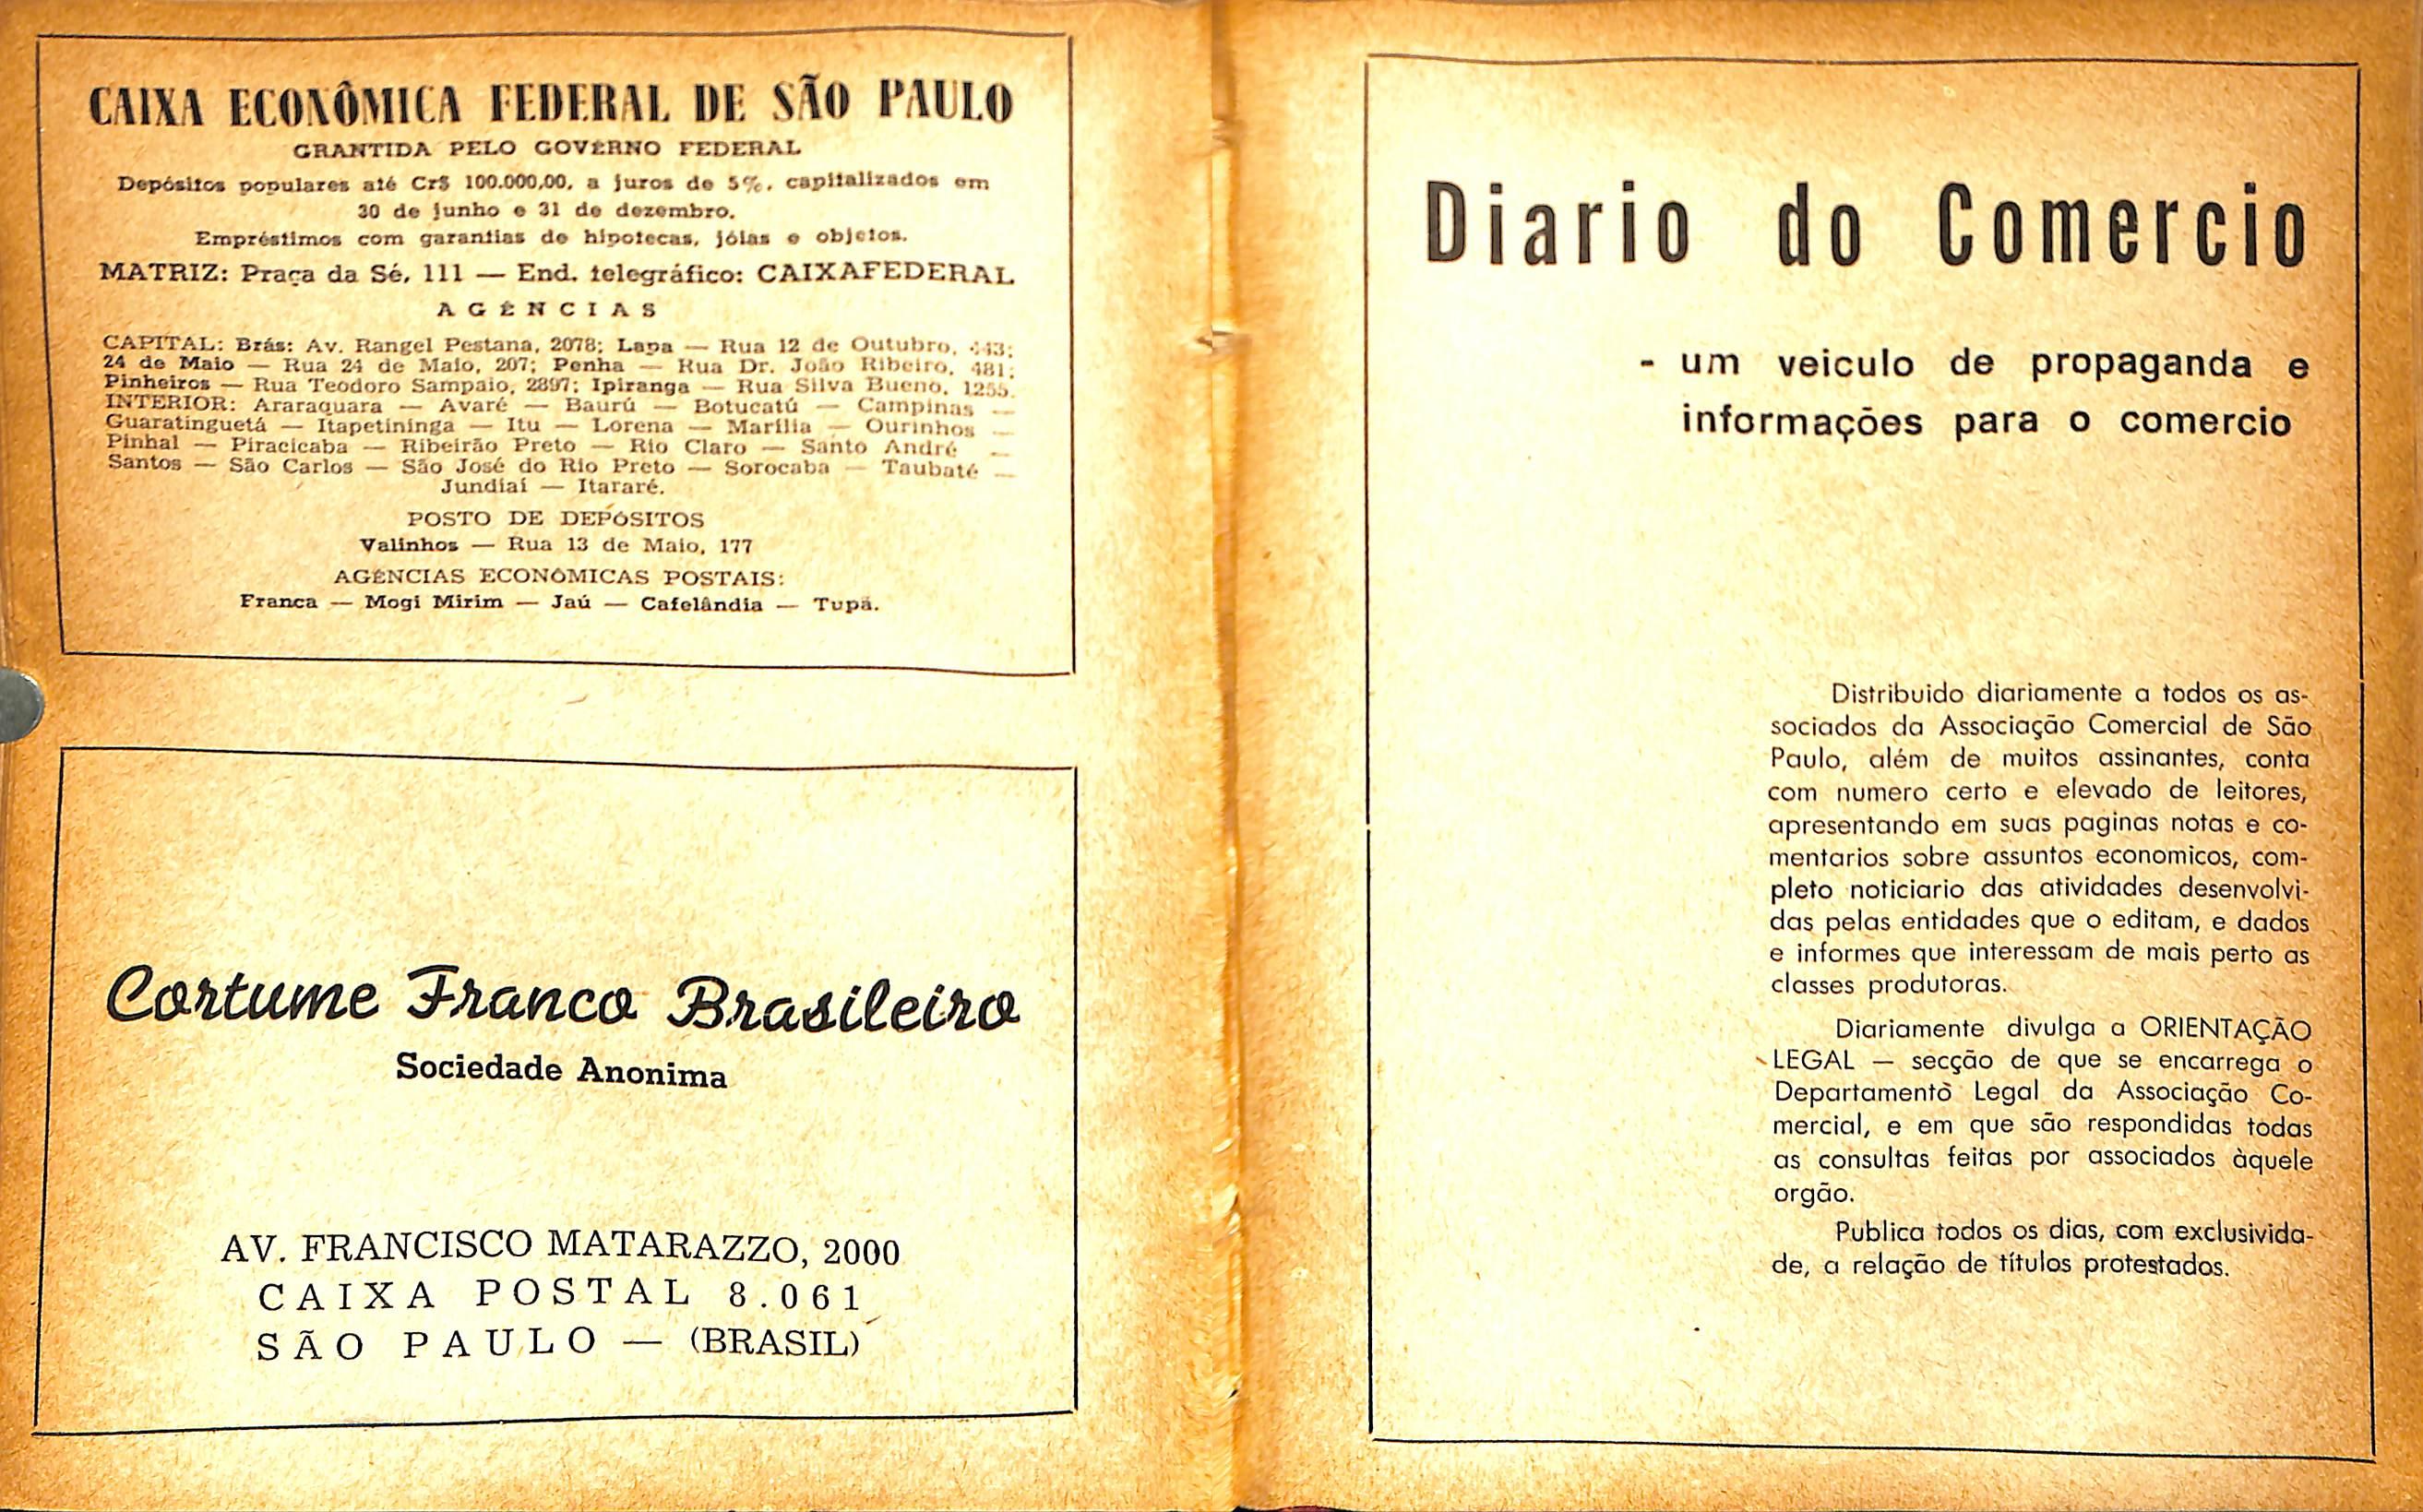 CAIXA ECONÔMICA FEDERAL DE SÃO PAULO
GRANTIDA PELO GOVÊRNO FEDERAL
Depósitos populares até Cr$ 100.000,00, a juros de 5%, capitalizados em
30 de junho e 31 de dezembro.
Empréstimos com garantias de hipotecas, jóias e objetos.
MATRIZ: Praça da Sé, 111 — End. telegráfico: CAIXAFEDERAL
AGÊNCIAS
CAPITAL: Brás: Av. Rangel Pestana, 2078; Lapa — Rua 12 de Outubro, 443;
24 de Maio — Rua 24 de Maio, 207; Penha — Rua Dr. João Ribeiro, 481;
Pinheiros — Rua Teodoro Sampaio, 2897; Ipiranga — Rua Silva Bueno, 1255.
INTERIOR: Araraquara — Avaré — Baurú — Botucatú — Campinas —
Guaratinguetá — Itapetininga — Itu — Lorena — Marília — Ourinhos —
Pinhal — Piracicaba — Ribeirão Preto — Rio Claro — Santo André —
Santos — São Carlos — São José do Rio Preto — Sorocaba — Taubaté —
Jundiaí — Itararé.
POSTO DE DEPÓSITOS
Valinhos — Rua 13 de Maio, 177
AGÊNCIAS ECONÔMICAS POSTAIS:
Franca — Mogi Mirim — Jaú — Cafelândia — Tupã.
Cortume Franco Brasileiro
Sociedade Anonima
AV. FRANCISCO MATARAZZO, 2000
CAIXA POSTAL 8.061
SÃO PAULO — (BRASIL)
Diario do Comercio
- um veiculo de propaganda e
informações para o comercio
Distribuido diariamente a todos os as-
sociados da Associação Comercial de São
Paulo, além de muitos assinantes, conta
com numero certo e elevado de leitores,
apresentando em suas paginas notas e co-
mentarios sobre assuntos economicos, com-
pleto noticiario das atividades desenvolvi-
das pelas entidades que o editam, e dados
e informes que interessam de mais perto as
classes produtoras.
Diariamente divulga a ORIENTAÇÃO
LEGAL — secção de que se encarrega o
Departamento Legal da Associação Co-
mercial, e em que são respondidas todas
as consultas feitas por associados àquele
orgão.
Publica todos os dias, com exclusivida-
de, a relação de títulos protestados.